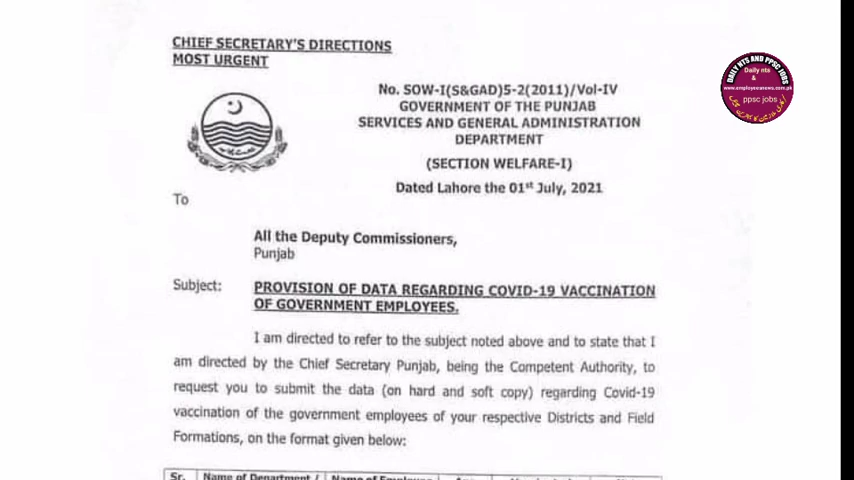 CHIEF SECRETARY'S DIRECTIONS
MOST URGENT
No. SOW-I(S&GAD)5-2(2011)/Vol-IV
GOVERNMENT OF THE PUNJAB
SERVICES AND GENERAL ADMINISTRATION
DEPARTMENT
(SECTION WELFARE-I)
Dated Lahore the 01st July, 2021
DAILY NTS AND PPSC JOBS
Daily nts
&
www.employeesnews.com.pk
ppsc jobs
To
All the Deputy Commissioners,
Punjab
Subject: PROVISION OF DATA REGARDING COVID-19 VACCINATION
OF GOVERNMENT EMPLOYEES.
I am directed to refer to the subject noted above and to state that I
am directed by the Chief Secretary Punjab, being the Competent Authority, to
request you to submit the data (on hard and soft copy) regarding Covid-19
vaccination of the government employees of your respective Districts and Field
Formations, on the format given below:
Sr. Name of Department / Name of Employee